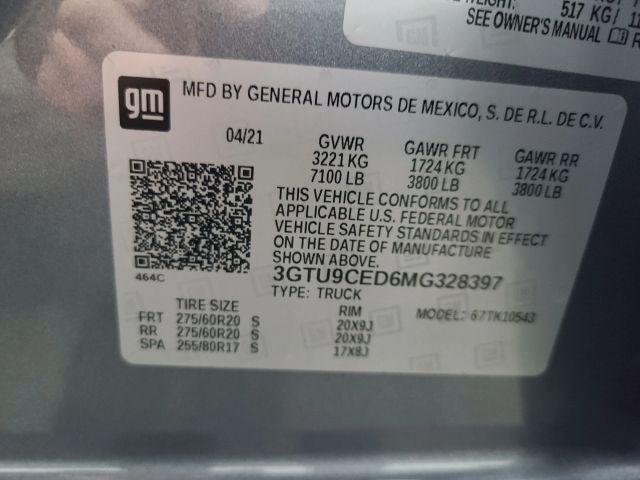 517 KG/ 11
SEE OWNER'S MANUAL
gm
MFD BY GENERAL MOTORS DE MEXICO, S. DE R.L. DE C.V.
04/21 GVWR GAWR FRT GAWR RR
3221 KG 1724 KG 1724 KG
7100 LB 3800 LB 3800 LB
THIS VEHICLE CONFORMS TO ALL
APPLICABLE U.S. FEDERAL MOTOR
VEHICLE SAFETY STANDARDS IN EFFECT
ON THE DATE OF MANUFACTURE
SHOWN ABOVE.
464C
3GTU9CED6MG328397
TYPE: TRUCK
TIRE SIZE RIM MODEL: 67TK10543
FRT 275/60R20 S 20X9J
RR 275/60R20 S 20X9J
SPA 255/80R17 S 17X8J